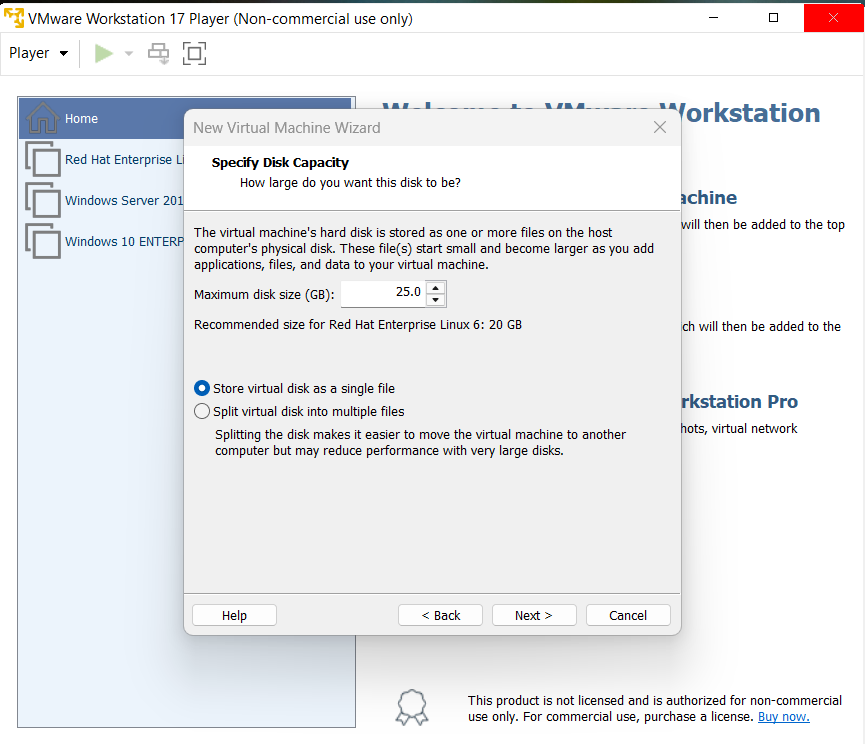 VMware Workstation 17 Player (Non-commercial use only)
Player
Home
Red Hat Enterprise Li
Windows Server 201
Windows 10 ENTERP
Welcome to VMware Workstation
achine
will then be added to the top
ch will then be added to the
rkstation Pro
hots, virtual network
New Virtual Machine Wizard
Specify Disk Capacity
How large do you want this disk to be?
The virtual machine's hard disk is stored as one or more files on the host
computer's physical disk. These file(s) start small and become larger as you add
applications, files, and data to your virtual machine.
Maximum disk size (GB): 25.0
Recommended size for Red Hat Enterprise Linux 6: 20 GB
Store virtual disk as a single file
Split virtual disk into multiple files
Splitting the disk makes it easier to move the virtual machine to another
computer but may reduce performance with very large disks.
Help < Back Next > Cancel
This product is not licensed and is authorized for non-commercial
use only. For commercial use, purchase a license. Buy now.